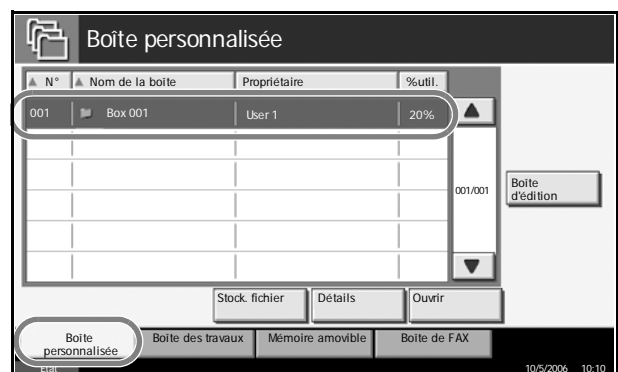 Boîte personnalisée
N° Nom de la boîte Propriétaire %util.
001 Box 001 User 1 20%
001/001
Boîte
d'édition
Stock. fichier Détails Ouvrir
Boîte
personnalisée
Boîte des travaux Mémoire amovible Boîte de FAX
État 10/5/2006 10:10